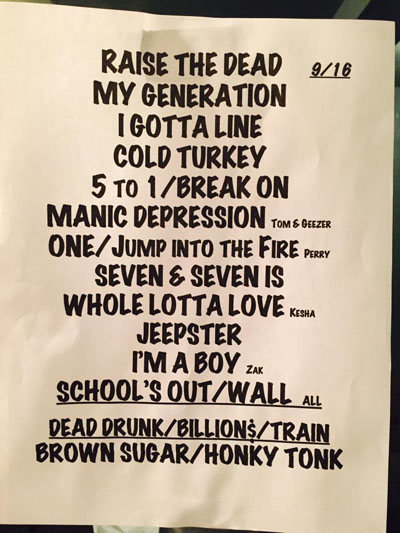 RAISE THE DEAD 9/16
MY GENERATION
I GOTTA LINE
COLD TURKEY
5 TO 1/BREAK ON
MANIC DEPRESSION TOM & GEEZER
ONE/JUMP INTO THE FIRE PERRY
SEVEN & SEVEN IS
WHOLE LOTTA LOVE KESHA
JEEPSTER
I'M A BOY ZAK
SCHOOL'S OUT/WALL ALL
DEAD DRUNK/BILLION$/TRAIN
BROWN SUGAR/HONKY TONK